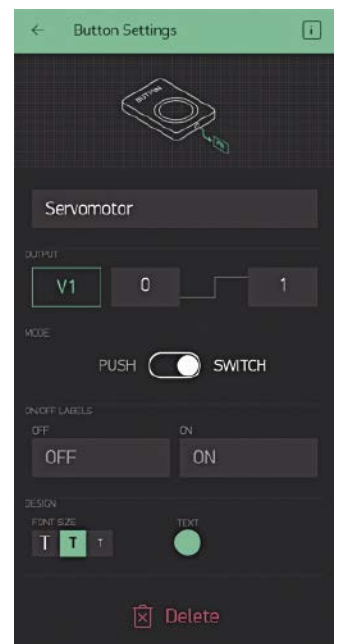 ← Button Settings i
BUTTON
Servomotor
OUTPUT
V1 0 1
MODE
PUSH SWITCH
ON/OFF LABELS
OFF ON
OFF ON
DESIGN
FONT SIZE TEXT
T T T
Delete